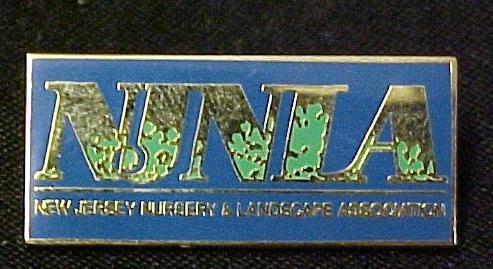 NJNLA
NEW JERSEY NURSERY & LANDSCAPE ASSOCIATION